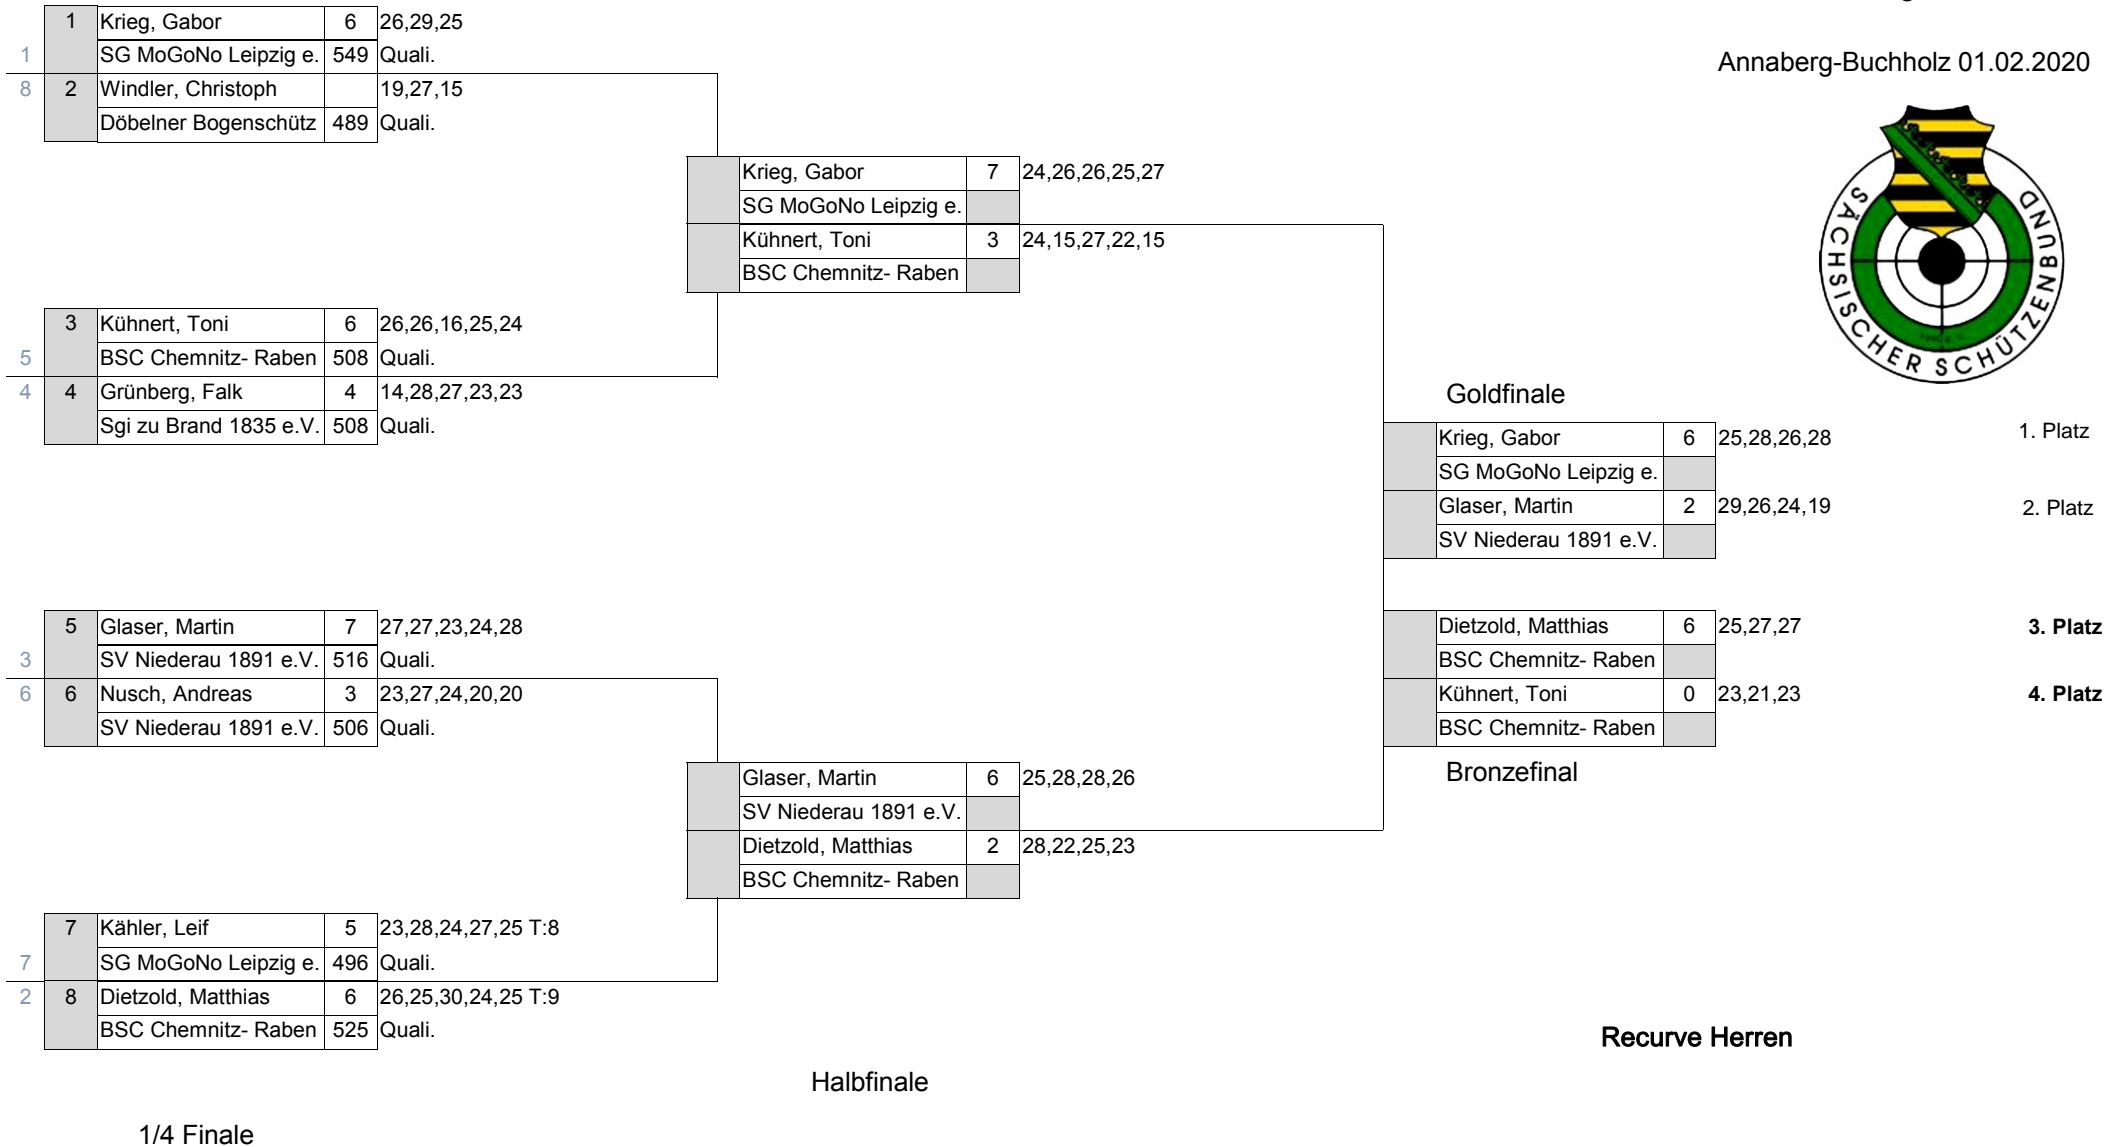 Annaberg-Buchholz 01.02.2020
SÄCHSISCHER SCHÜTZENBUND
1 Krieg, Gabor 6 26,29,25
1 SG MoGoNo Leipzig e. 549 Quali.
8 2 Windler, Christoph 19,27,15
Döbelner Bogenschütz 489 Quali.
Krieg, Gabor 7 24,26,26,25,27
SG MoGoNo Leipzig e.
Kühnert, Toni 3 24,15,27,22,15
BSC Chemnitz- Raben
3 Kühnert, Toni 6 26,26,16,25,24
5 BSC Chemnitz- Raben 508 Quali.
4 4 Grünberg, Falk 4 14,28,27,23,23
Sgi zu Brand 1835 e.V. 508 Quali.
Goldfinale
Krieg, Gabor 6 25,28,26,28 1. Platz
SG MoGoNo Leipzig e.
Glaser, Martin 2 29,26,24,19 2. Platz
SV Niederau 1891 e.V.
5 Glaser, Martin 7 27,27,23,24,28
3 SV Niederau 1891 e.V. 516 Quali.
6 6 Nusch, Andreas 3 23,27,24,20,20
SV Niederau 1891 e.V. 506 Quali.
Dietzold, Matthias 6 25,27,27 3. Platz
BSC Chemnitz- Raben
Kühnert, Toni 0 23,21,23 4. Platz
BSC Chemnitz- Raben
Bronzefinal
Glaser, Martin 6 25,28,28,26
SV Niederau 1891 e.V.
Dietzold, Matthias 2 28,22,25,23
BSC Chemnitz- Raben
7 Kähler, Leif 5 23,28,24,27,25 T:8
7 SG MoGoNo Leipzig e. 496 Quali.
2 8 Dietzold, Matthias 6 26,25,30,24,25 T:9
BSC Chemnitz- Raben 525 Quali.
Recurve Herren
Halbfinale
1/4 Finale